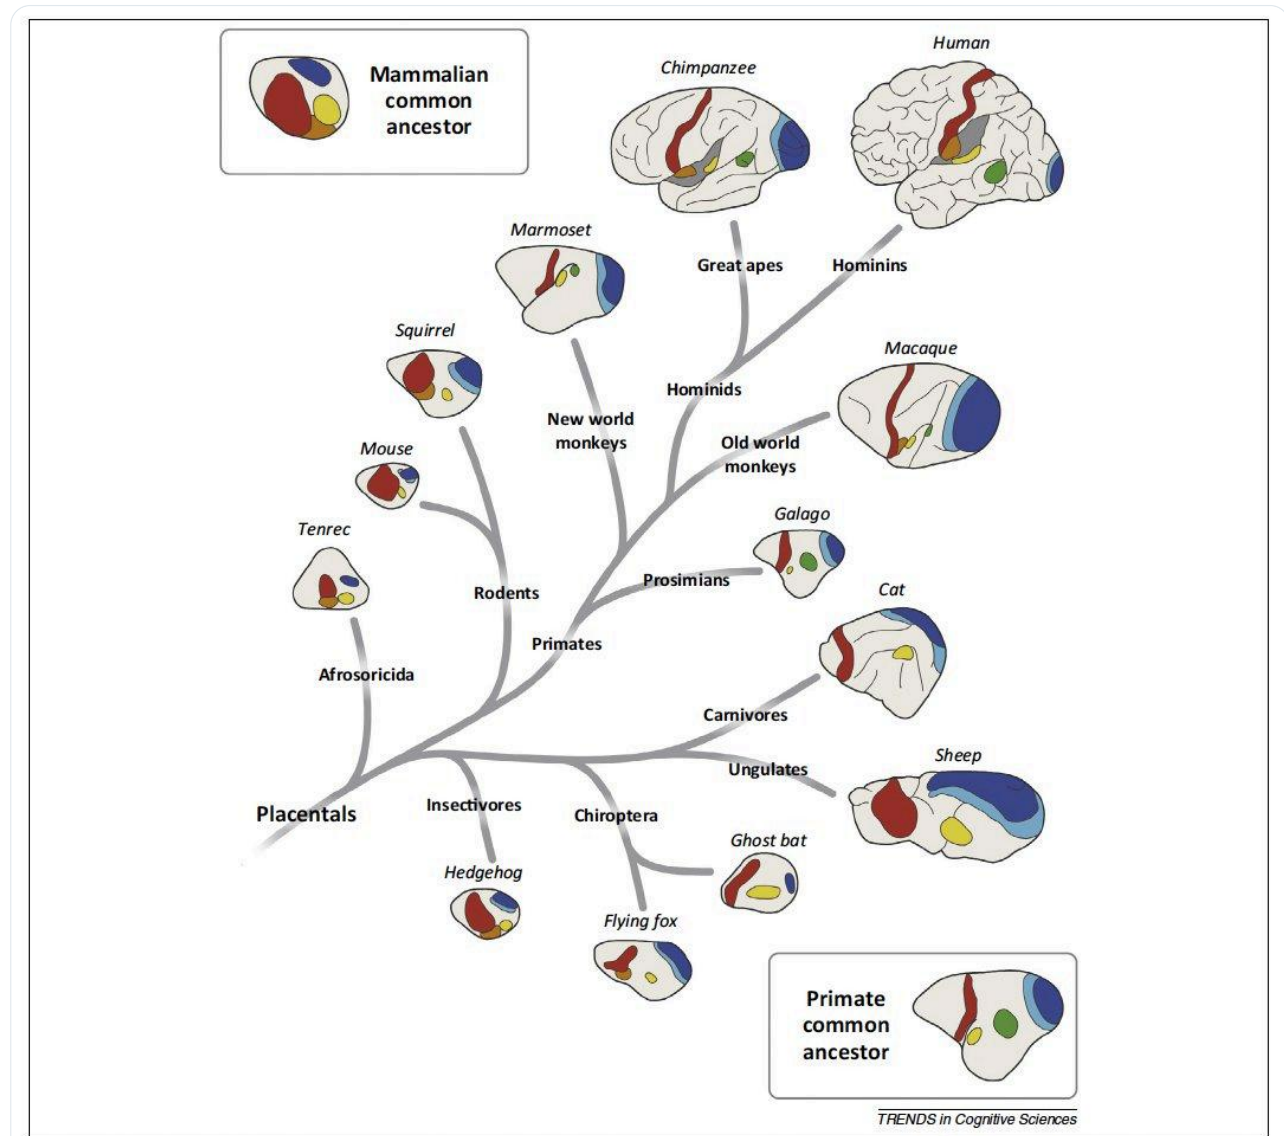 Mammalian
common
ancestor
Human
Chimpanzee
Marmoset
Great apes
Hominins
Squirrel
Macaque
Hominids
New world
monkeys
Old world
monkeys
Mouse
Galago
Tenrec
Prosimians
Rodents
Cat
Primates
Afrosoricida
Carnivores
Sheep
Ungulates
Placentals
Insectivores
Chiroptera
Ghost bat
Hedgehog
Flying fox
Primate
common
ancestor
TRENDS in Cognitive Sciences